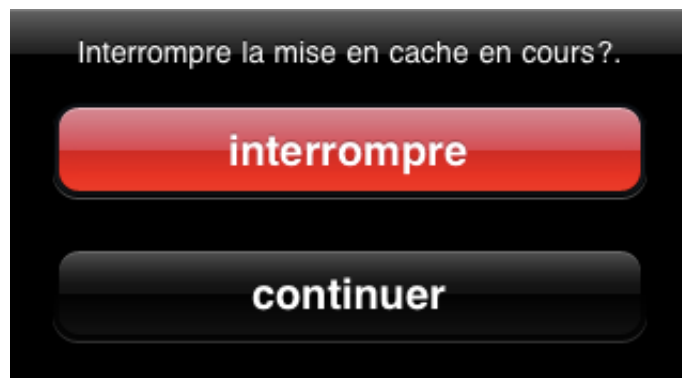 Interrompre la mise en cache en cours?.
interrompre
continuer